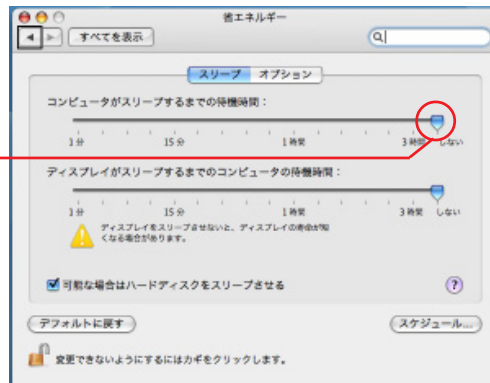 省エネルギー
すべてを表示
スリープ オプション
コンピュータがスリープするまでの待機時間：
1分 15分 1時間 3時間 しない
ディスプレイがスリープするまでのコンピュータの待機時間：
1分 15分 1時間 3時間 しない
ディスプレイをスリープさせないと、ディスプレイの寿命が短
くなる場合があります。
可能な場合はハードディスクをスリープさせる
?
デフォルトに戻す スケジュール...
変更できないようにするにはカギをクリックします。